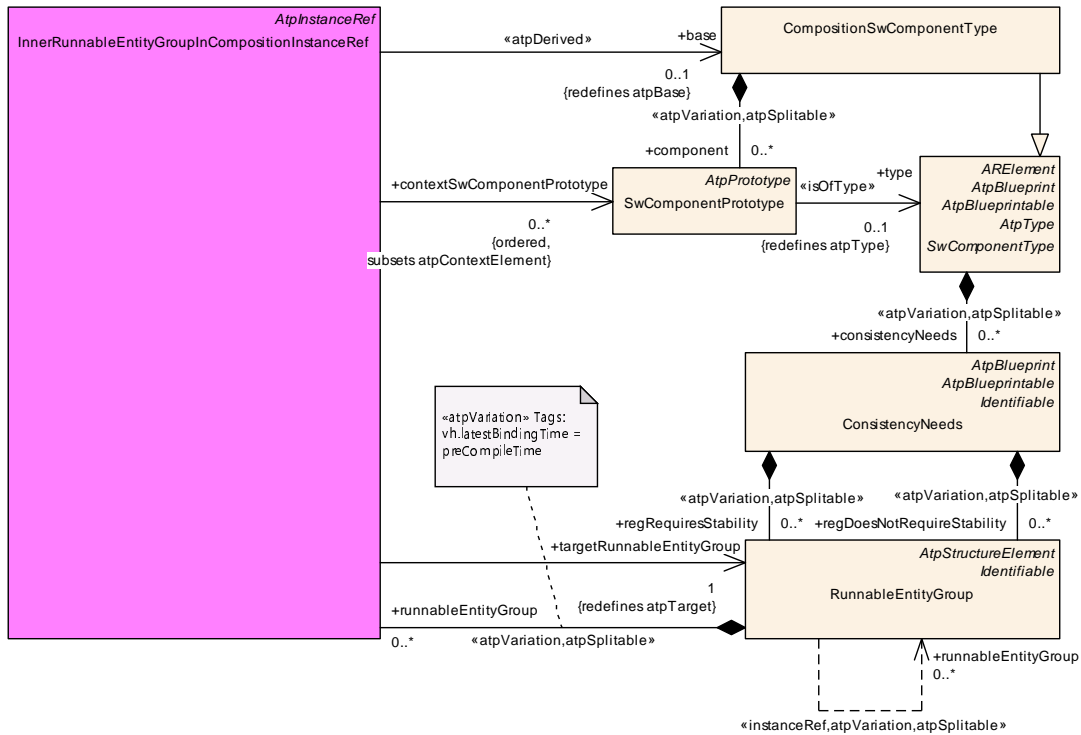 AtpInstanceRef
InnerRunnableEntityGroupInCompositionInstanceRef
CompositionSwComponentType
«atpDerived»
+base
0..1
{redefines atpBase}
«atpVariation,atpSplitable»
+component
0..*
+contextSwComponentPrototype
0..*
{ordered,
subsets atpContextElement}
AtpPrototype
SwComponentPrototype
«isOfType»
+type
0..1
{redefines atpType}
ARElement
AtpBlueprint
AtpBlueprintable
AtpType
SwComponentType
«atpVariation,atpSplitable»
+consistencyNeeds
0..*
AtpBlueprint
AtpBlueprintable
Identifiable
ConsistencyNeeds
«atpVariation» Tags:
vh.latestBindingTime =
preCompileTime
«atpVariation,atpSplitable»
+regRequiresStability
0..*
«atpVariation,atpSplitable»
+regDoesNotRequireStability
0..*
+targetRunnableEntityGroup
1
{redefines atpTarget}
AtpStructureElement
Identifiable
RunnableEntityGroup
+runnableEntityGroup
0..*
«atpVariation,atpSplitable»
+runnableEntityGroup
0..*
«instanceRef,atpVariation,atpSplitable»